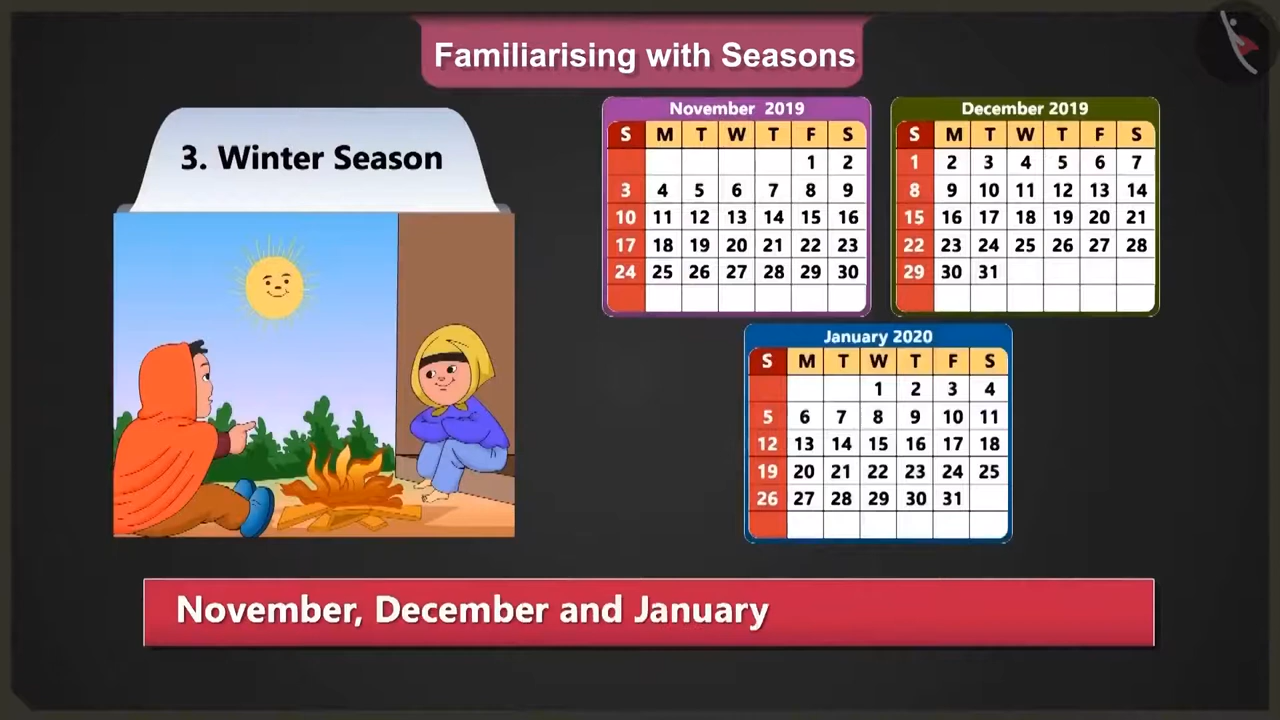 Familiarising with Seasons
3. Winter Season
November 2019
S M T W T F S
1 2
3 4 5 6 7 8 9
10 11 12 13 14 15 16
17 18 19 20 21 22 23
24 25 26 27 28 29 30
December 2019
S M T W T F S
1 2 3 4 5 6 7
8 9 10 11 12 13 14
15 16 17 18 19 20 21
22 23 24 25 26 27 28
29 30 31
January 2020
S M T W T F S
1 2 3 4
5 6 7 8 9 10 11
12 13 14 15 16 17 18
19 20 21 22 23 24 25
26 27 28 29 30 31
November, December and January